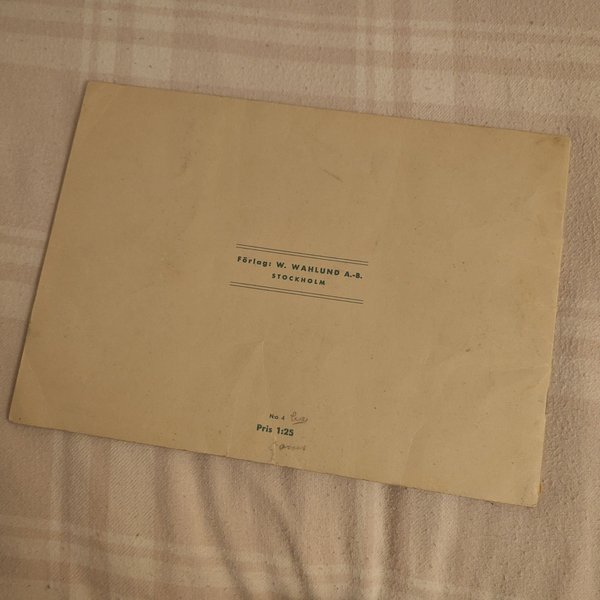 Förlag: W. WAHLUND A.-B.
STOCKHOLM
No 4
Pris 1:25